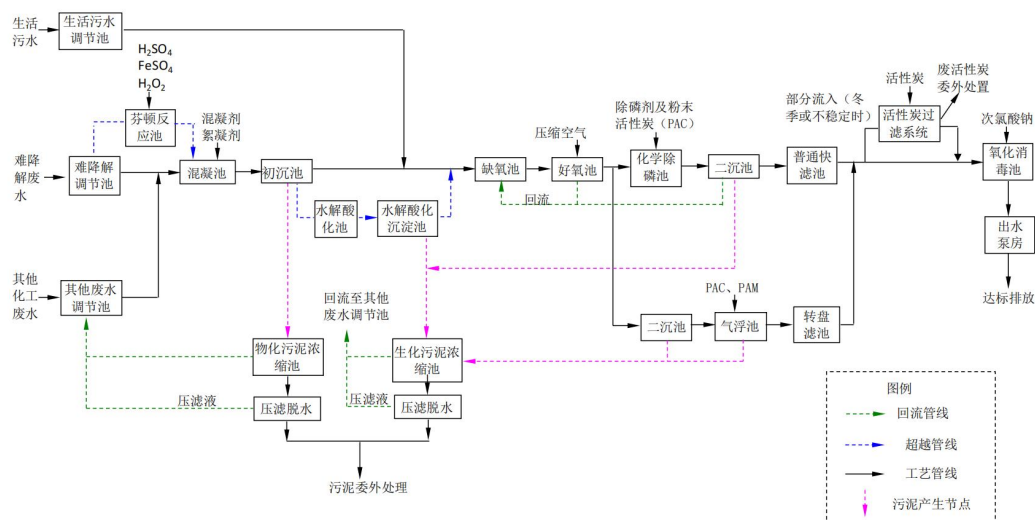 生活
污水
生活污水
调节池
H₂SO₄
FeSO₄
H₂O₂
芬顿反
应池
混凝剂
絮凝剂
难降
解废
水
难降解
调节池
混凝池
初沉池
水解酸
化池
水解酸化
沉淀池
缺氧池
压缩空气
好氧池
回流
除磷剂及粉末
活性炭（PAC）
化学除
磷池
二沉池
普通快
滤池
部分流入（冬
季或不稳定时）
活性炭
活性炭过
滤系统
废活性炭
委外处置
次氯酸钠
氧化消
毒池
出水
泵房
达标排放
其他
化工
废水
其他废水
调节池
回流至其他
废水调节池
PAC、PAM
二沉池
气浮池
转盘
滤池
物化污泥浓
缩池
生化污泥浓
缩池
压滤液
压滤脱水
压滤液
压滤脱水
污泥委外处理
图例
回流管线
超越管线
工艺管线
污泥产生节点